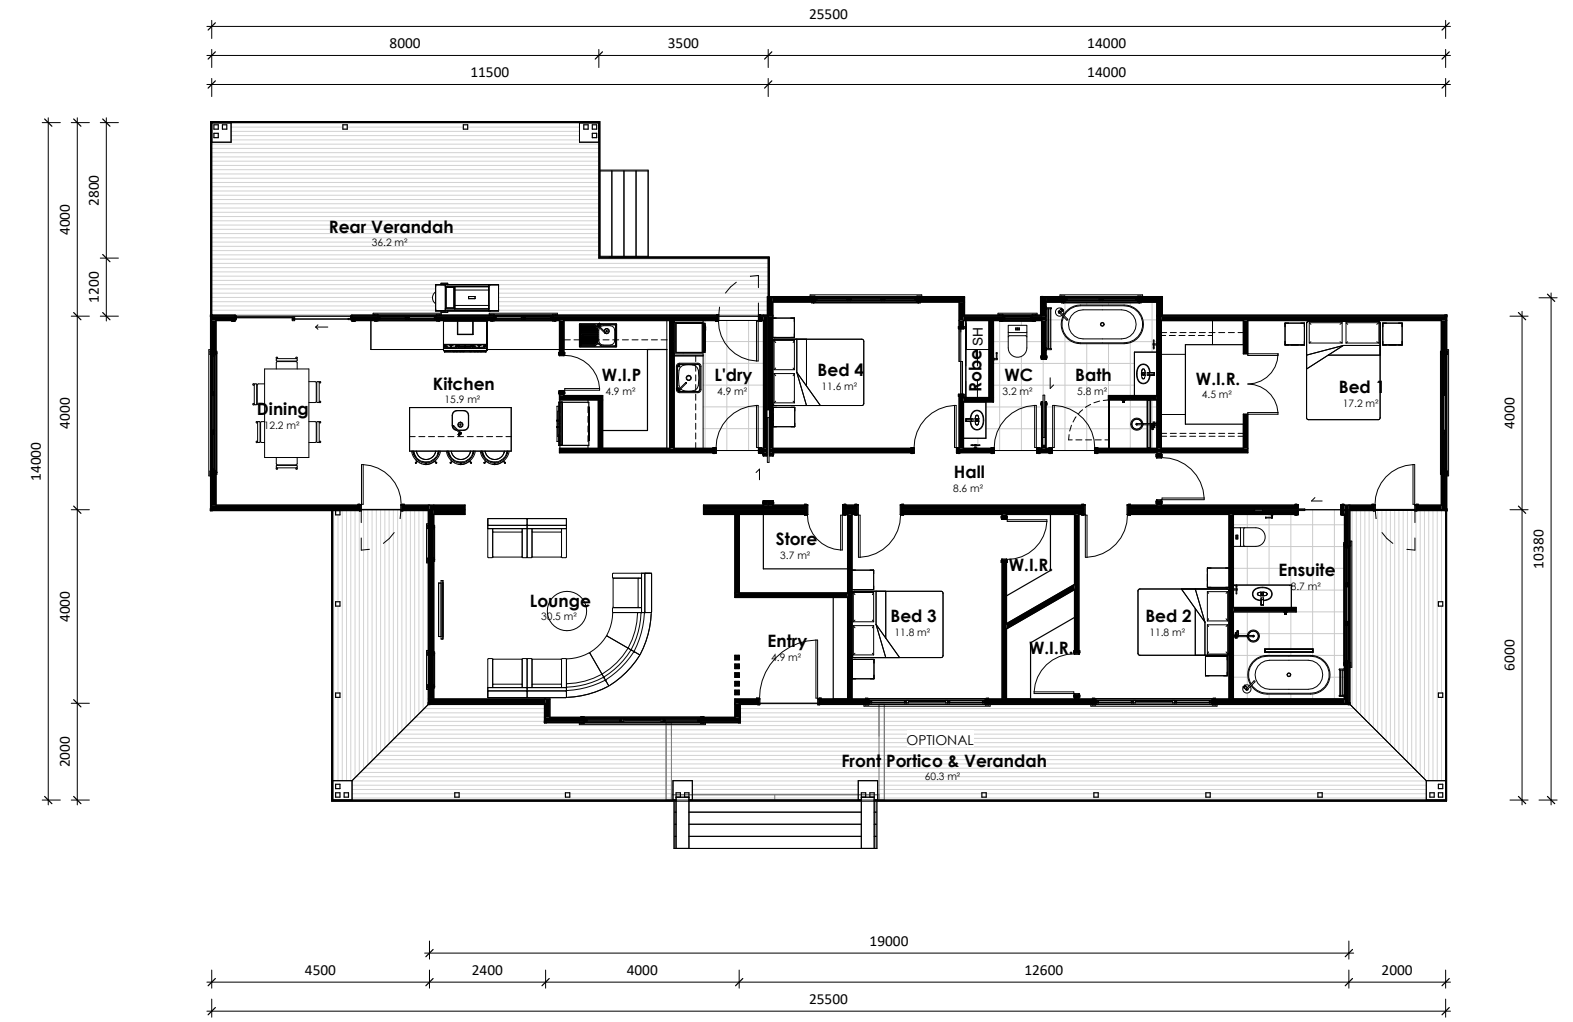 25500
8000
3500
14000
11500
14000
2800
4000
1200
4000
14000
4000
2000
4000
10380
6000
Rear Verandah
36.2 m²
Dining
12.2 m²
Kitchen
15.9 m²
W.I.P
4.9 m²
L'dry
4.9 m²
Bed 4
11.6 m²
Robe
SH
WC
3.2 m²
Bath
5.8 m²
W.I.R.
4.5 m²
Bed 1
17.2 m²
Hall
8.6 m²
Store
3.7 m²
Lounge
30.5 m²
Entry
4.9 m²
Bed 3
11.8 m²
W.I.R.
W.I.R.
Bed 2
11.8 m²
Ensuite
8.7 m²
OPTIONAL
Front Portico & Verandah
60.3 m²
19000
4500
2400
4000
12600
2000
25500